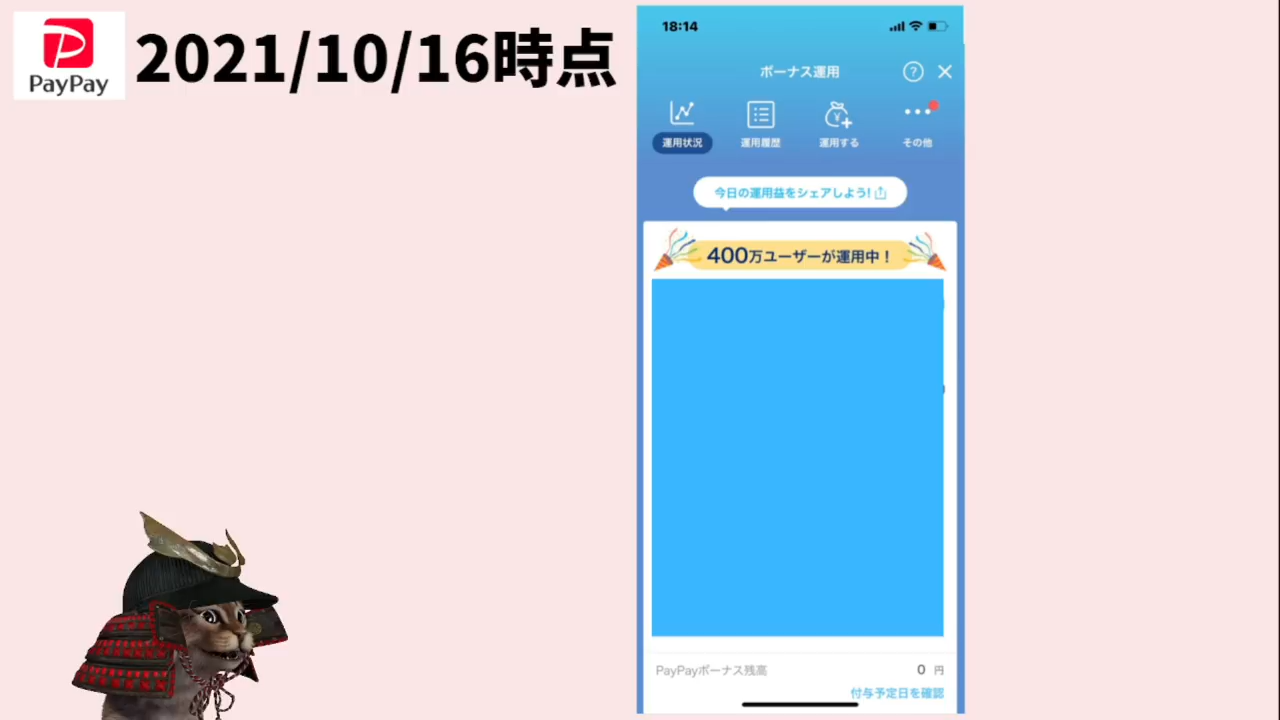 PayPay
2021/10/16時点
18:14
ボーナス運用
?
運用状況
運用履歴
運用する
その他
今日の運用益をシェアしよう!
400万ユーザーが運用中!
PayPayボーナス残高
0 円
付与予定日を確認